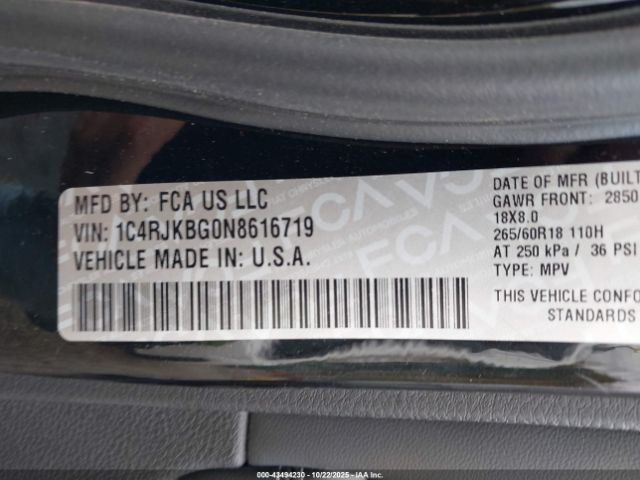 MFD BY: FCA US LLC
VIN: 1C4RJKBG0N8616719
VEHICLE MADE IN: U.S.A.
DATE OF MFR (BUILT
GAWR FRONT: 2850
18X8.0
265/60R18 110H
AT 250 kPa / 36 PSI
TYPE: MPV
THIS VEHICLE CONFO
STANDARDS
000-43494230 - 10/22/2025 - IAA Inc.